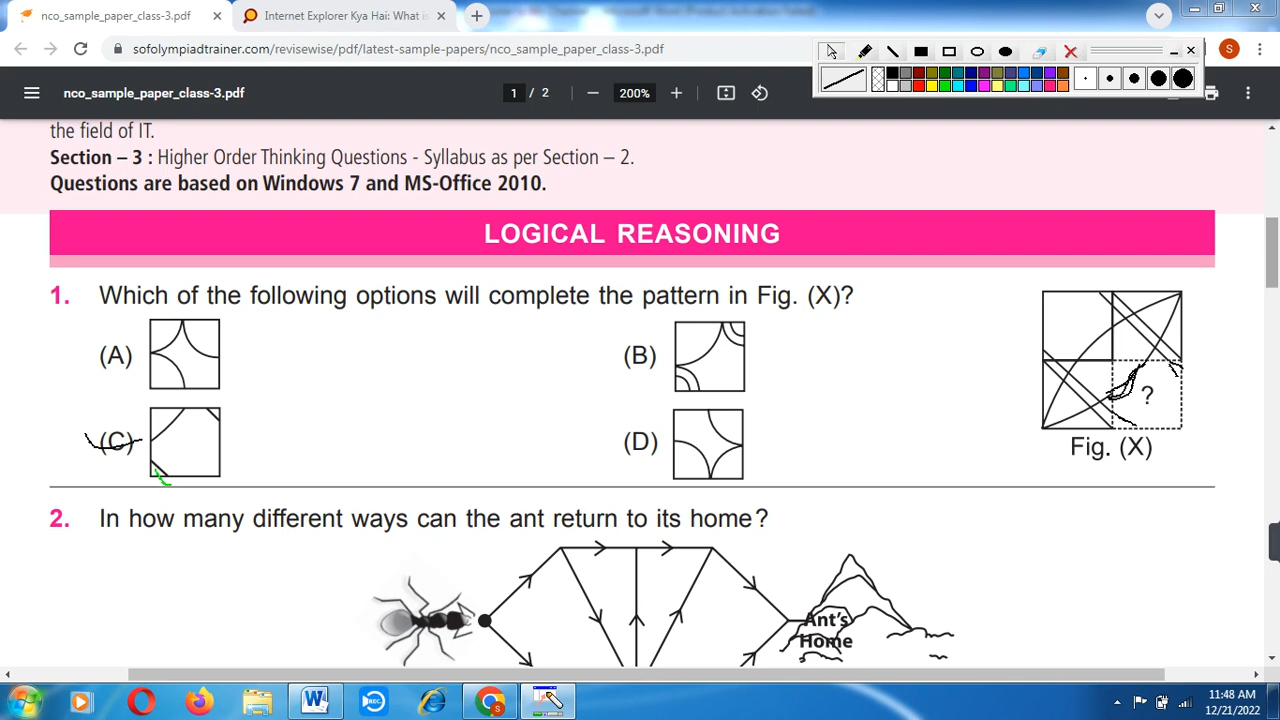 nco_sample_paper_class-3.pdf
Internet Explorer Kya Hai: What is
sofolympiadtrainer.com/revisewise/pdf/latest-sample-papers/nco_sample_paper_class-3.pdf
S
nco_sample_paper_class-3.pdf
1 / 2
200%
the field of IT.
Section – 3 : Higher Order Thinking Questions - Syllabus as per Section – 2.
Questions are based on Windows 7 and MS-Office 2010.
LOGICAL REASONING
1. Which of the following options will complete the pattern in Fig. (X)?
(A)
(B)
(C)
(D)
?
Fig. (X)
2. In how many different ways can the ant return to its home?
Ant's
Home
W
REC
11:48 AM
12/21/2022